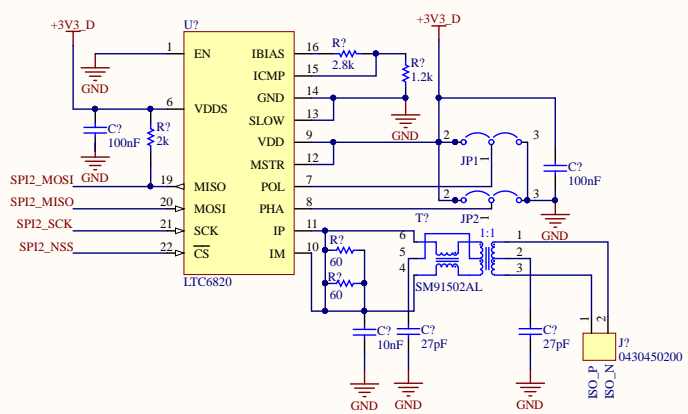 +3V3_D
U?
+3V3_D
1
EN
IBIAS
16
R?
2.8k
ICMP
15
R?
1.2k
GND
GND
14
SLOW
13
GND
6
VDDS
VDD
9
2
3
C?
100nF
R?
2k
MSTR
12
JP1
1
GND
C?
100nF
SPI2_MOSI
19
MISO
POL
7
SPI2_MISO
20
MOSI
PHA
8
2
3
JP2
1
GND
SPI2_SCK
21
SCK
IP
11
T?
1:1
SPI2_NSS
22
CS
IM
10
R?
60
R?
60
6
5
4
1
2
3
LTC6820
SM91502AL
C?
10nF
C?
27pF
C?
27pF
1
2
J?
0430450200
ISO_P
ISO_N
GND
GND
GND